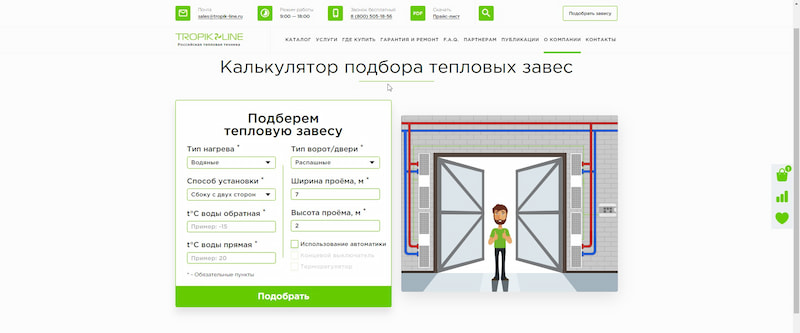 Почта
sales@tropik-line.ru
Режим работы
9:00 — 18:00
Звонок бесплатный!
8 (800) 505-18-56
PDF
Скачать
Прайс-лист
Подобрать завесу
TROPIK LINE
Российская тепловая техника
КАТАЛОГ УСЛУГИ ГДЕ КУПИТЬ ГАРАНТИЯ И РЕМОНТ F.A.Q. ПАРТНЕРАМ ПУБЛИКАЦИИ О КОМПАНИИ КОНТАКТЫ
Калькулятор подбора тепловых завес
Подберем
тепловую завесу
Тип нагрева *
Водяные
Способ установки *
Сбоку с двух сторон
t°C воды обратная *
Пример: -15
t°C воды прямая *
Пример: 20
* - Обязательные пункты
Тип ворот/двери *
Распашные
Ширина проёма, м *
7
Высота проёма, м *
2
Использование автоматики
Концевой выключатель
Терморегулятор
Подобрать